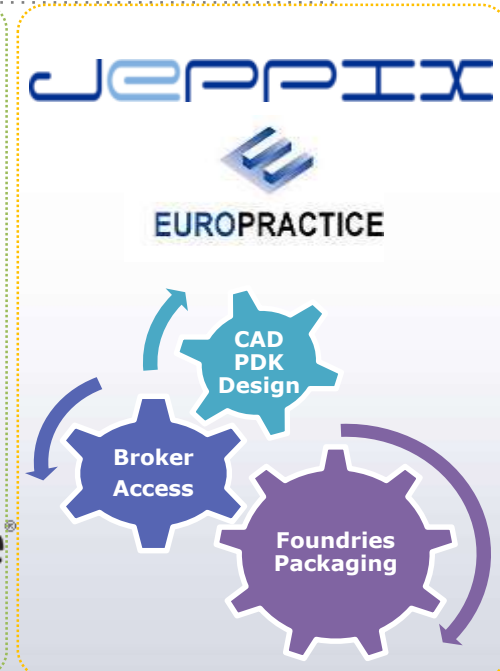 JePPIX
EUROPRACTICE
CAD
PDK
Design
Broker
Access
Foundries
Packaging